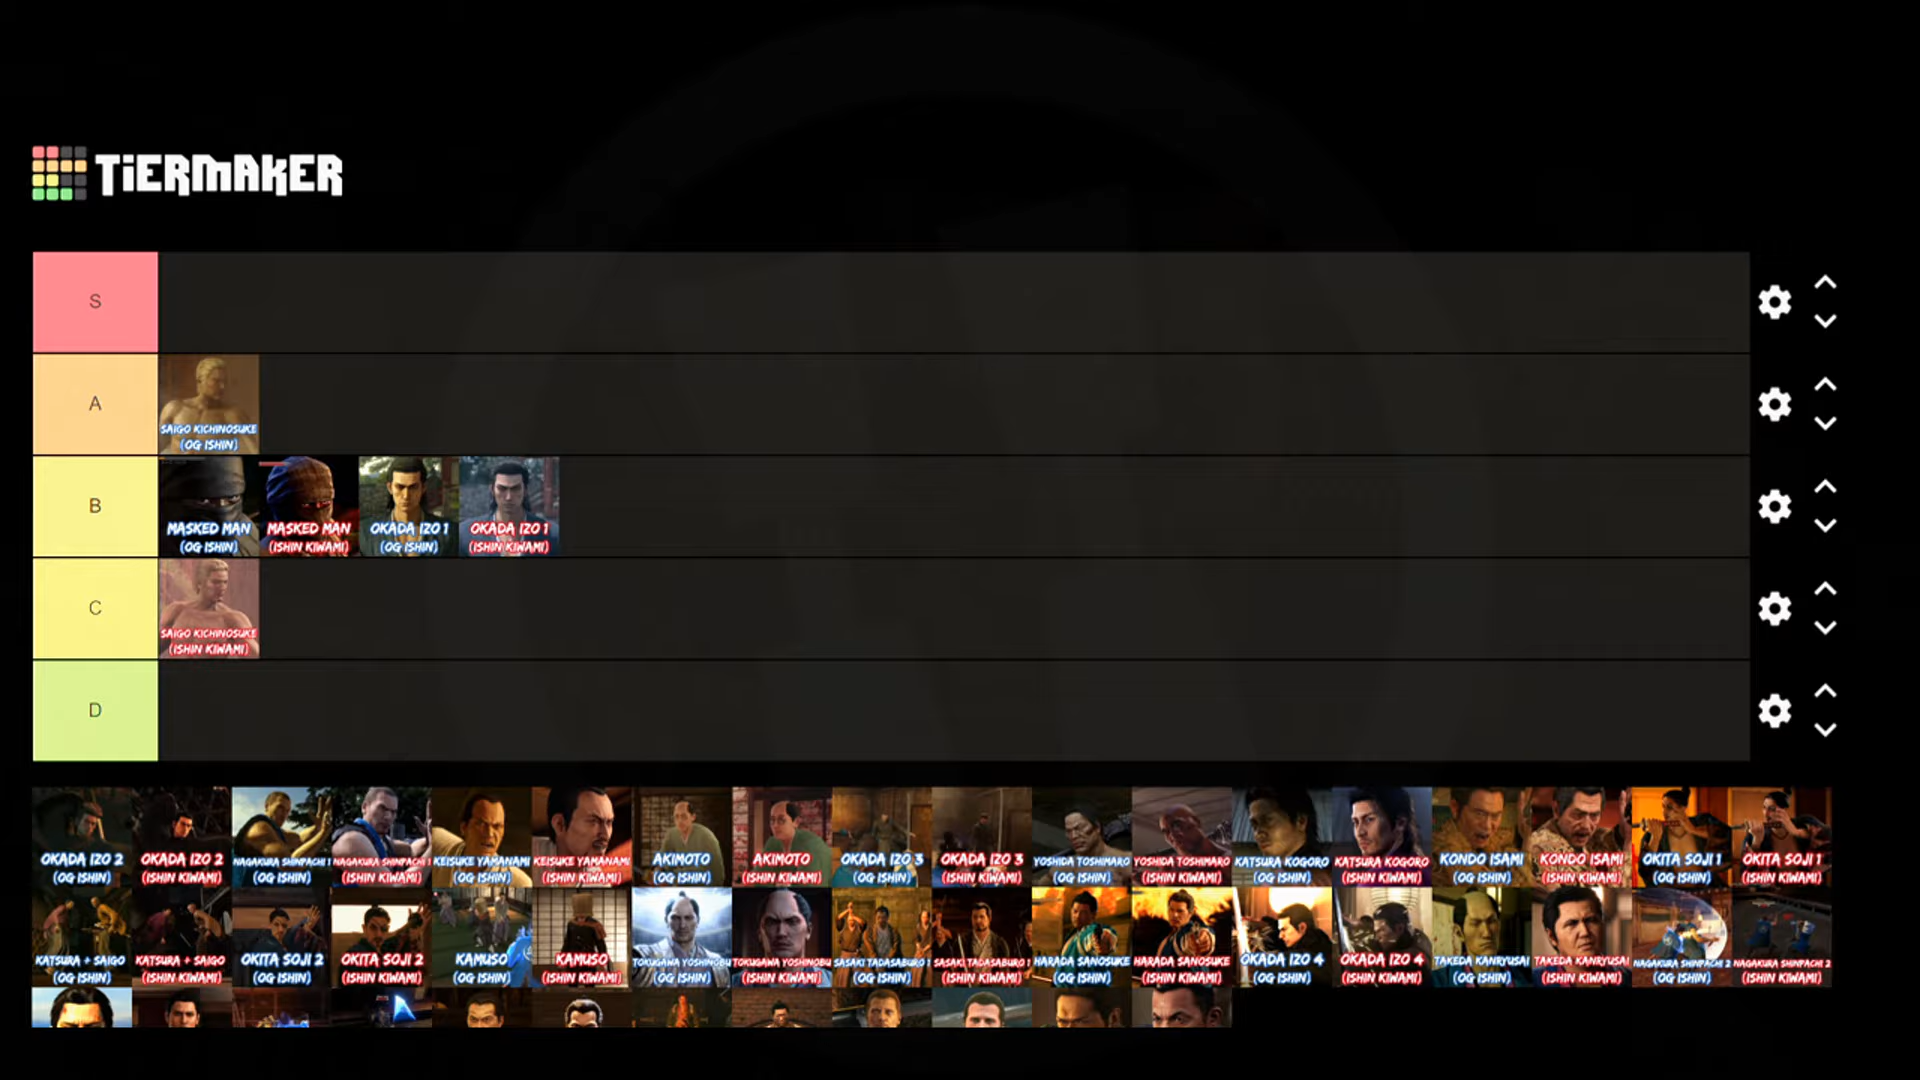 TiERMAKER
S
A
SAIGO KICHINOSUKE
(OG ISHIN)
B
MASKED MAN
(OG ISHIN)
MASKED MAN
(ISHIN KIWAMI)
OKADA IZO 1
(OG ISHIN)
OKADA IZO 1
(ISHIN KIWAMI)
C
SAIGO KICHINOSUKE
(ISHIN KIWAMI)
D
OKADA IZO 2
(OG ISHIN)
OKADA IZO 2
(ISHIN KIWAMI)
NAGAKURA SHINPACHI 1
(OG ISHIN)
NAGAKURA SHINPACHI 1
(ISHIN KIWAMI)
KEISUKE YAMANAMI
(OG ISHIN)
KEISUKE YAMANAMI
(ISHIN KIWAMI)
AKIMOTO
(OG ISHIN)
AKIMOTO
(ISHIN KIWAMI)
OKADA IZO 3
(OG ISHIN)
OKADA IZO 3
(ISHIN KIWAMI)
YOSHIDA TOSHIMARO
(OG ISHIN)
YOSHIDA TOSHIMARO
(ISHIN KIWAMI)
KATSURA KOGORO
(OG ISHIN)
KATSURA KOGORO
(ISHIN KIWAMI)
KONDO ISAMI
(OG ISHIN)
KONDO ISAMI
(ISHIN KIWAMI)
OKITA SOJI 1
(OG ISHIN)
OKITA SOJI 1
(ISHIN KIWAMI)
KATSURA + SAIGO
(OG ISHIN)
KATSURA + SAIGO
(ISHIN KIWAMI)
OKITA SOJI 2
(OG ISHIN)
OKITA SOJI 2
(ISHIN KIWAMI)
KAMUSO
(OG ISHIN)
KAMUSO
(ISHIN KIWAMI)
TOKUGAWA YOSHINOBU
(OG ISHIN)
TOKUGAWA YOSHINOBU
(ISHIN KIWAMI)
SASAKI TADASABURO 1
(OG ISHIN)
SASAKI TADASABURO 1
(ISHIN KIWAMI)
HARADA SANOSUKE
(OG ISHIN)
HARADA SANOSUKE
(ISHIN KIWAMI)
OKADA IZO 4
(OG ISHIN)
OKADA IZO 4
(ISHIN KIWAMI)
TAKEDA KANRYUSAI
(OG ISHIN)
TAKEDA KANRYUSAI
(ISHIN KIWAMI)
NAGAKURA SHINPACHI 2
(OG ISHIN)
NAGAKURA SHINPACHI 2
(ISHIN KIWAMI)